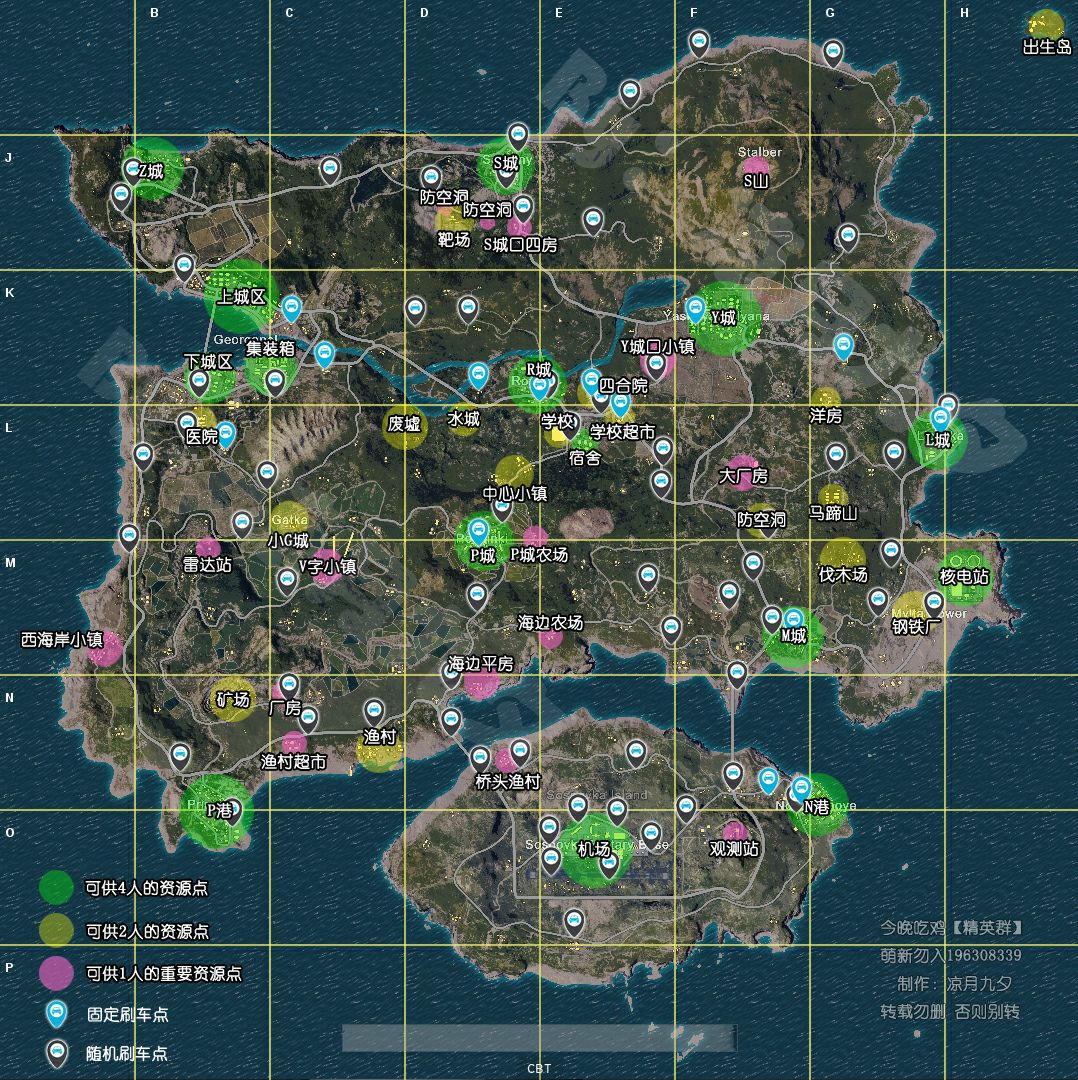 B
C
D
E
F
G
H
出生岛
J
Z城
S城
Stalber
S山
防空洞
防空洞
靶场
S城口四房
K
上城区
Y城
下城区
集装箱
R城
Y城口小镇
四合院
L
医院
废墟
水城
学校
学校超市
宿舍
洋房
L城
大厂房
中心小镇
马蹄山
防空洞
Gatka
小G城
M
雷达站
V字小镇
P城
P城农场
伐木场
核电站
钢铁厂
西海岸小镇
海边农场
M城
海边平房
N
矿场
厂房
渔村
渔村超市
桥头渔村
P港
Sosnovka Island
N港
O
机场
观测站
可供4人的资源点
可供2人的资源点
可供1人的重要资源点
固定刷车点
随机刷车点
P
今晚吃鸡【精英群】
萌新勿入196308339
制作：凉月九夕
转载勿删 否则别转
CBT